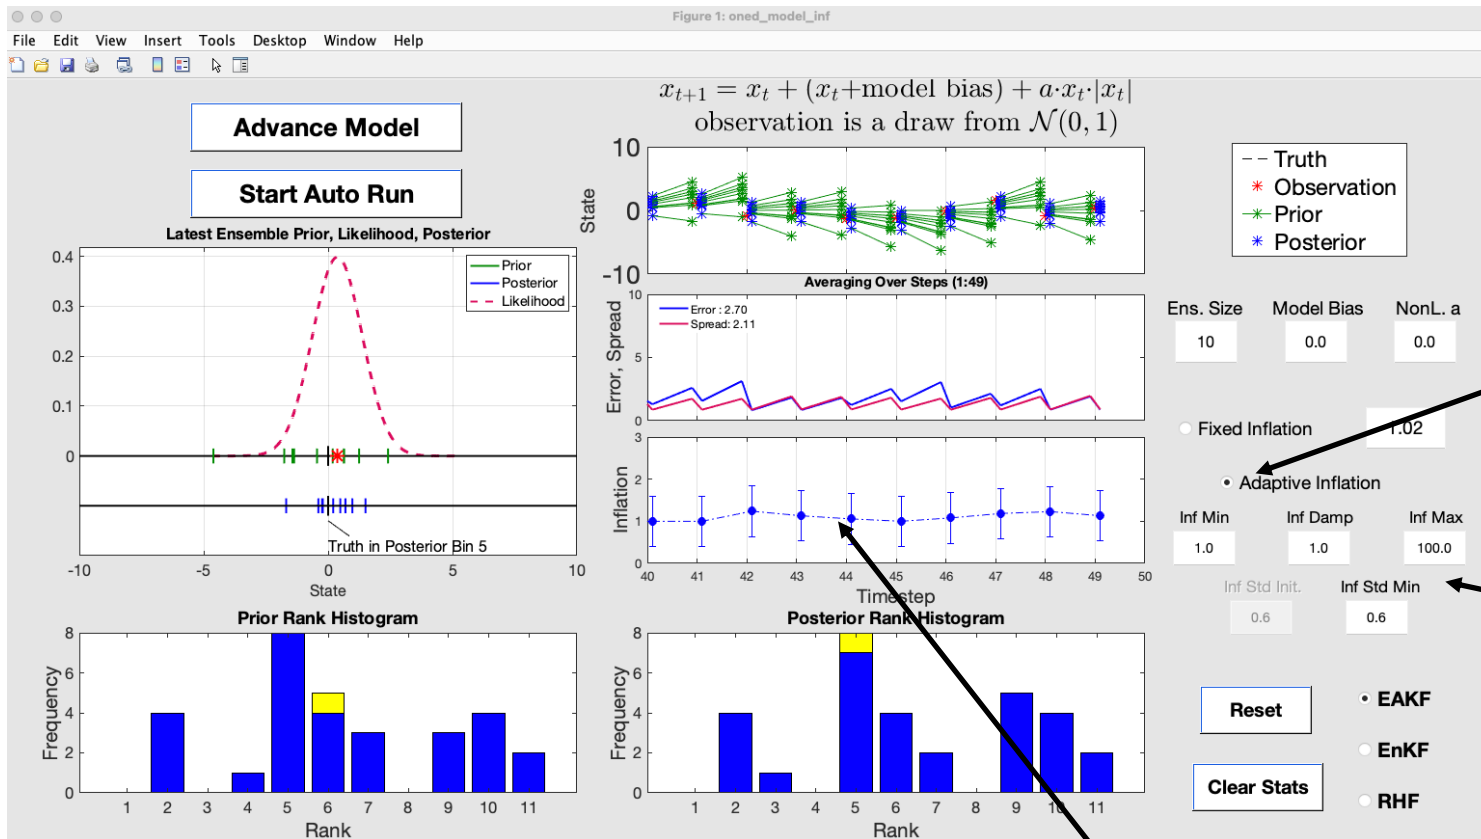 Figure 1: oned_model_inf
File Edit View Insert Tools Desktop Window Help
x_{t+1} = x_t + (x_t+model bias) + a·x_t·|x_t|
observation is a draw from N(0, 1)
Advance Model
Start Auto Run
Latest Ensemble Prior, Likelihood, Posterior
0.4
0.3
0.2
0.1
0
Prior
Posterior
Likelihood
Truth in Posterior Bin 5
-10 -5 0 5 10
State
State
10
0
-10
Truth
Observation
Prior
Posterior
Averaging Over Steps (1:49)
Error, Spread
10
5
0
Error : 2.70
Spread: 2.11
Inflation
3
2
1
0
40 41 42 43 44 45 46 47 48 49 50
Timestep
Ens. Size Model Bias NonL. a
10 0.0 0.0
Fixed Inflation 1.02
Adaptive Inflation
Inf Min Inf Damp Inf Max
1.0 1.0 100.0
Inf Std Init. Inf Std Min
0.6 0.6
Prior Rank Histogram
Frequency
8
6
4
2
0
1 2 3 4 5 6 7 8 9 10 11
Rank
Posterior Rank Histogram
Frequency
8
6
4
2
0
1 2 3 4 5 6 7 8 9 10 11
Rank
Reset
Clear Stats
EAKF
EnKF
RHF